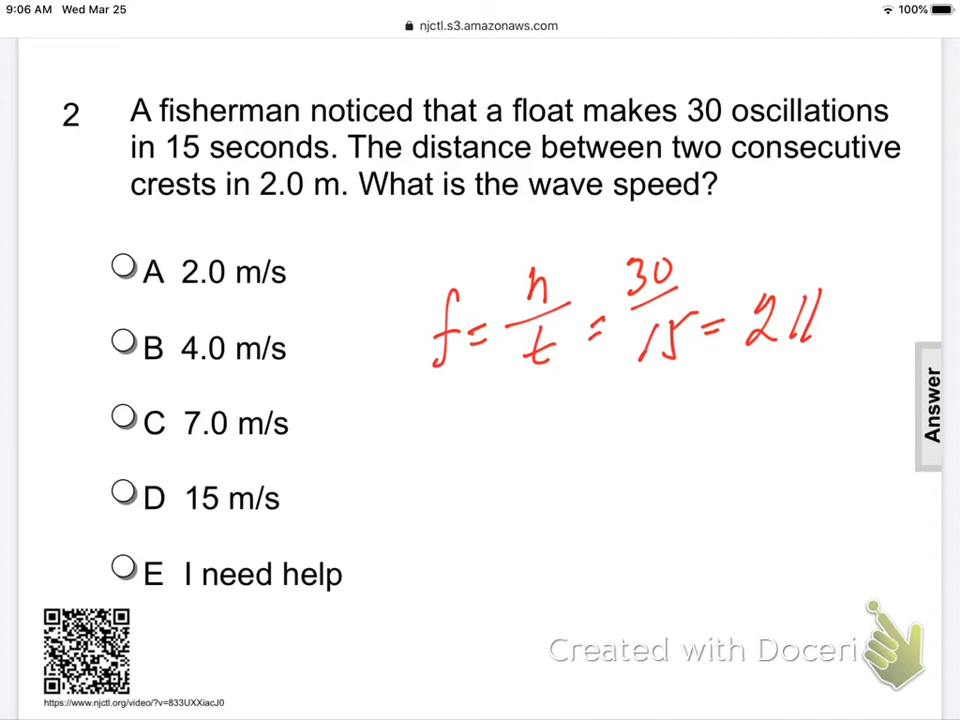 9:06 AM Wed Mar 25
100%
njctl.s3.amazonaws.com
2 A fisherman noticed that a float makes 30 oscillations
in 15 seconds. The distance between two consecutive
crests in 2.0 m. What is the wave speed?
A 2.0 m/s
B 4.0 m/s
C 7.0 m/s
D 15 m/s
E I need help
f = n/t = 30/15 = 2
Answer
Created with Doceri
https://www.njctl.org/video/?v=833UXXiacJ0